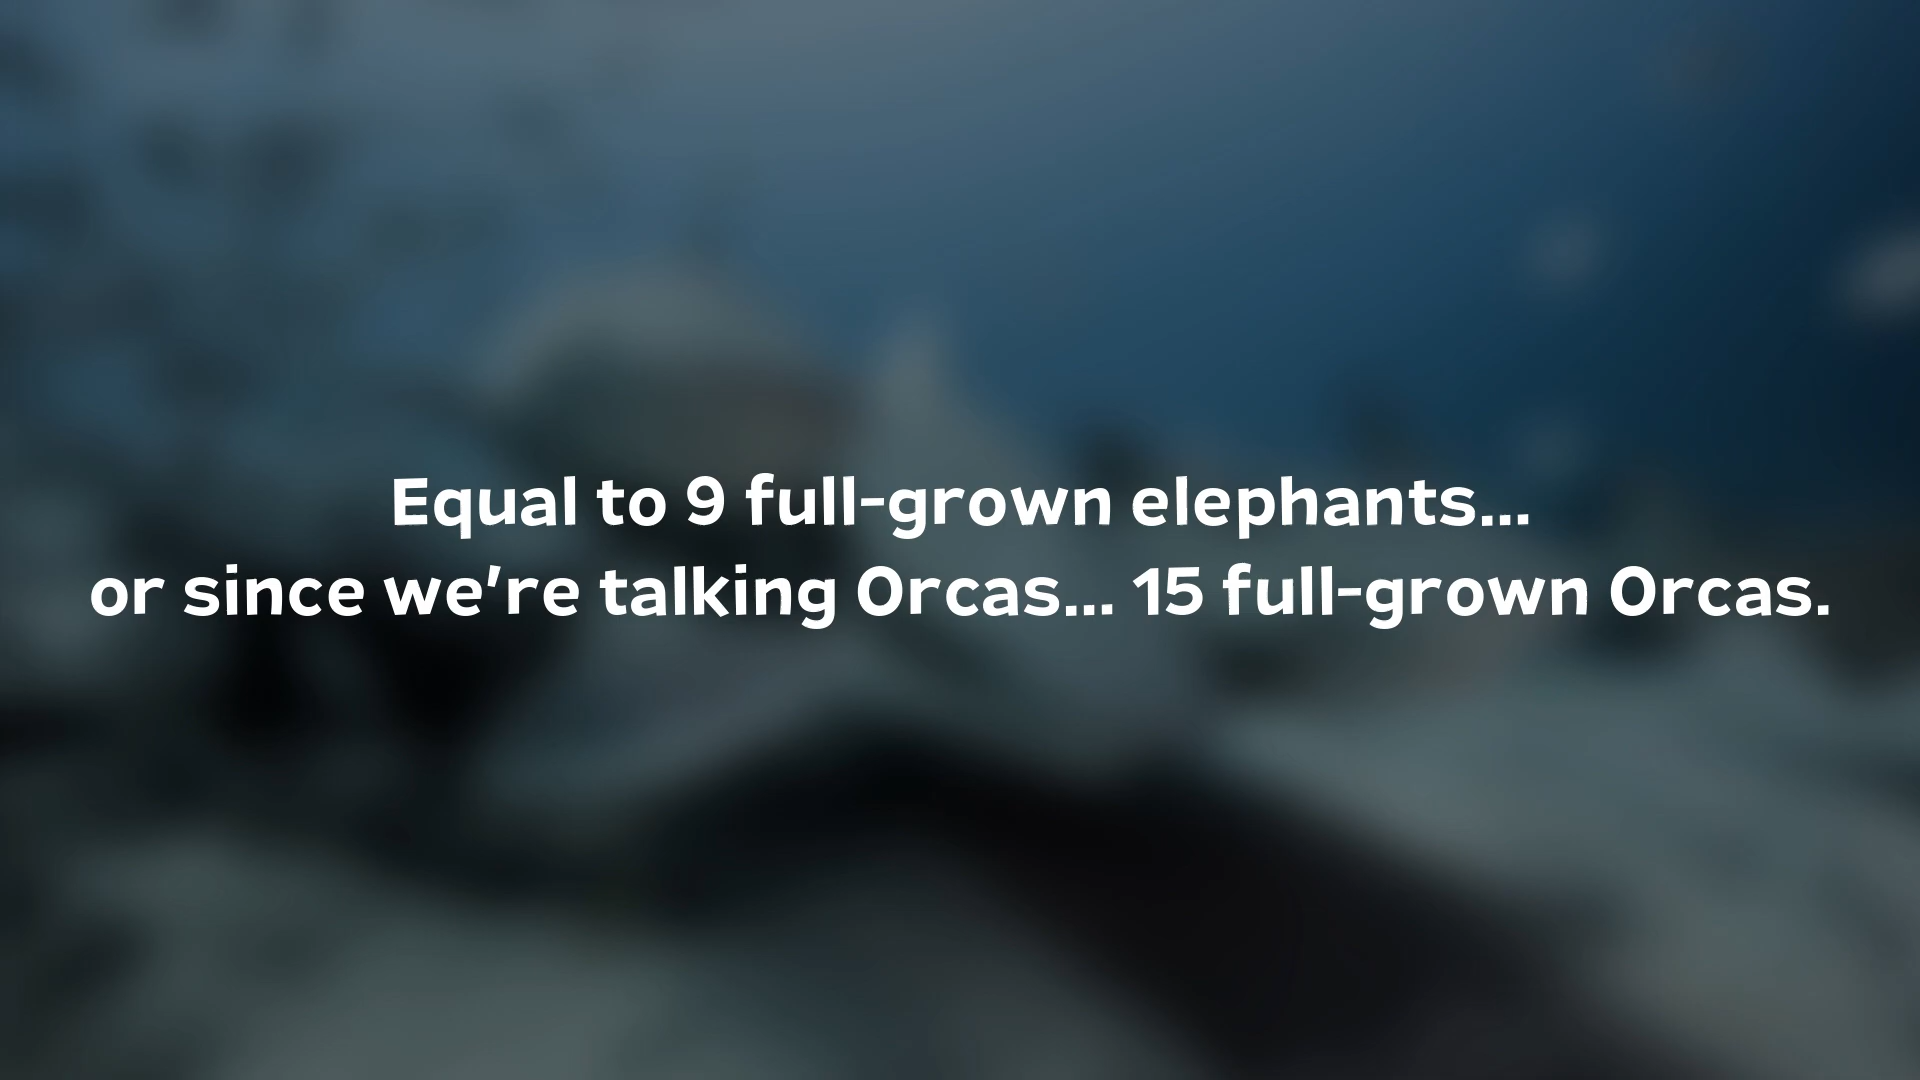 Equal to 9 full-grown elephants...
or since we're talking Orcas... 15 full-grown Orcas.